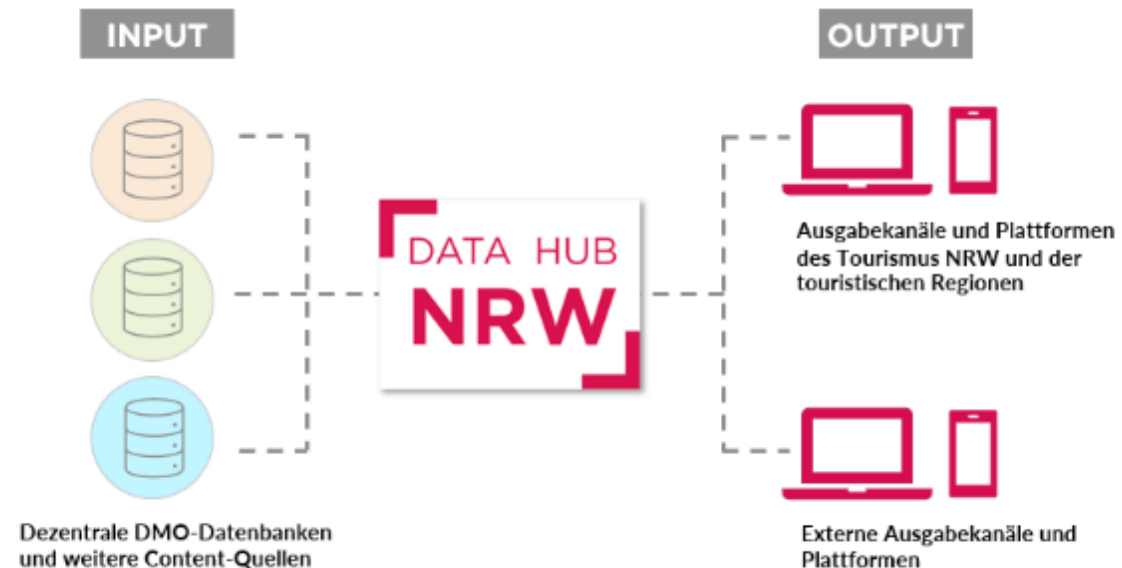 INPUT
OUTPUT
DATA HUB
NRW
Ausgabekanäle und Plattformen
des Tourismus NRW und der
touristischen Regionen
Dezentrale DMO-Datenbanken
und weitere Content-Quellen
Externe Ausgabekanäle und
Plattformen